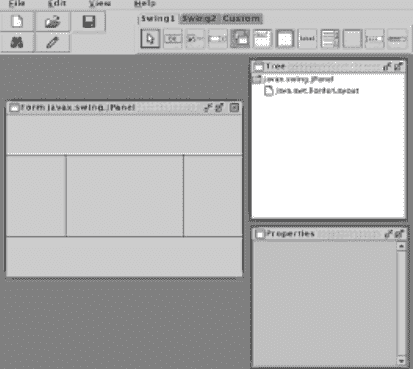 File Edit View Help
Swing1 Swing2 Custom
Tree
javax.swing.JPanel
java.awt.BorderLayout
Form javax.swing.JPanel
Properties